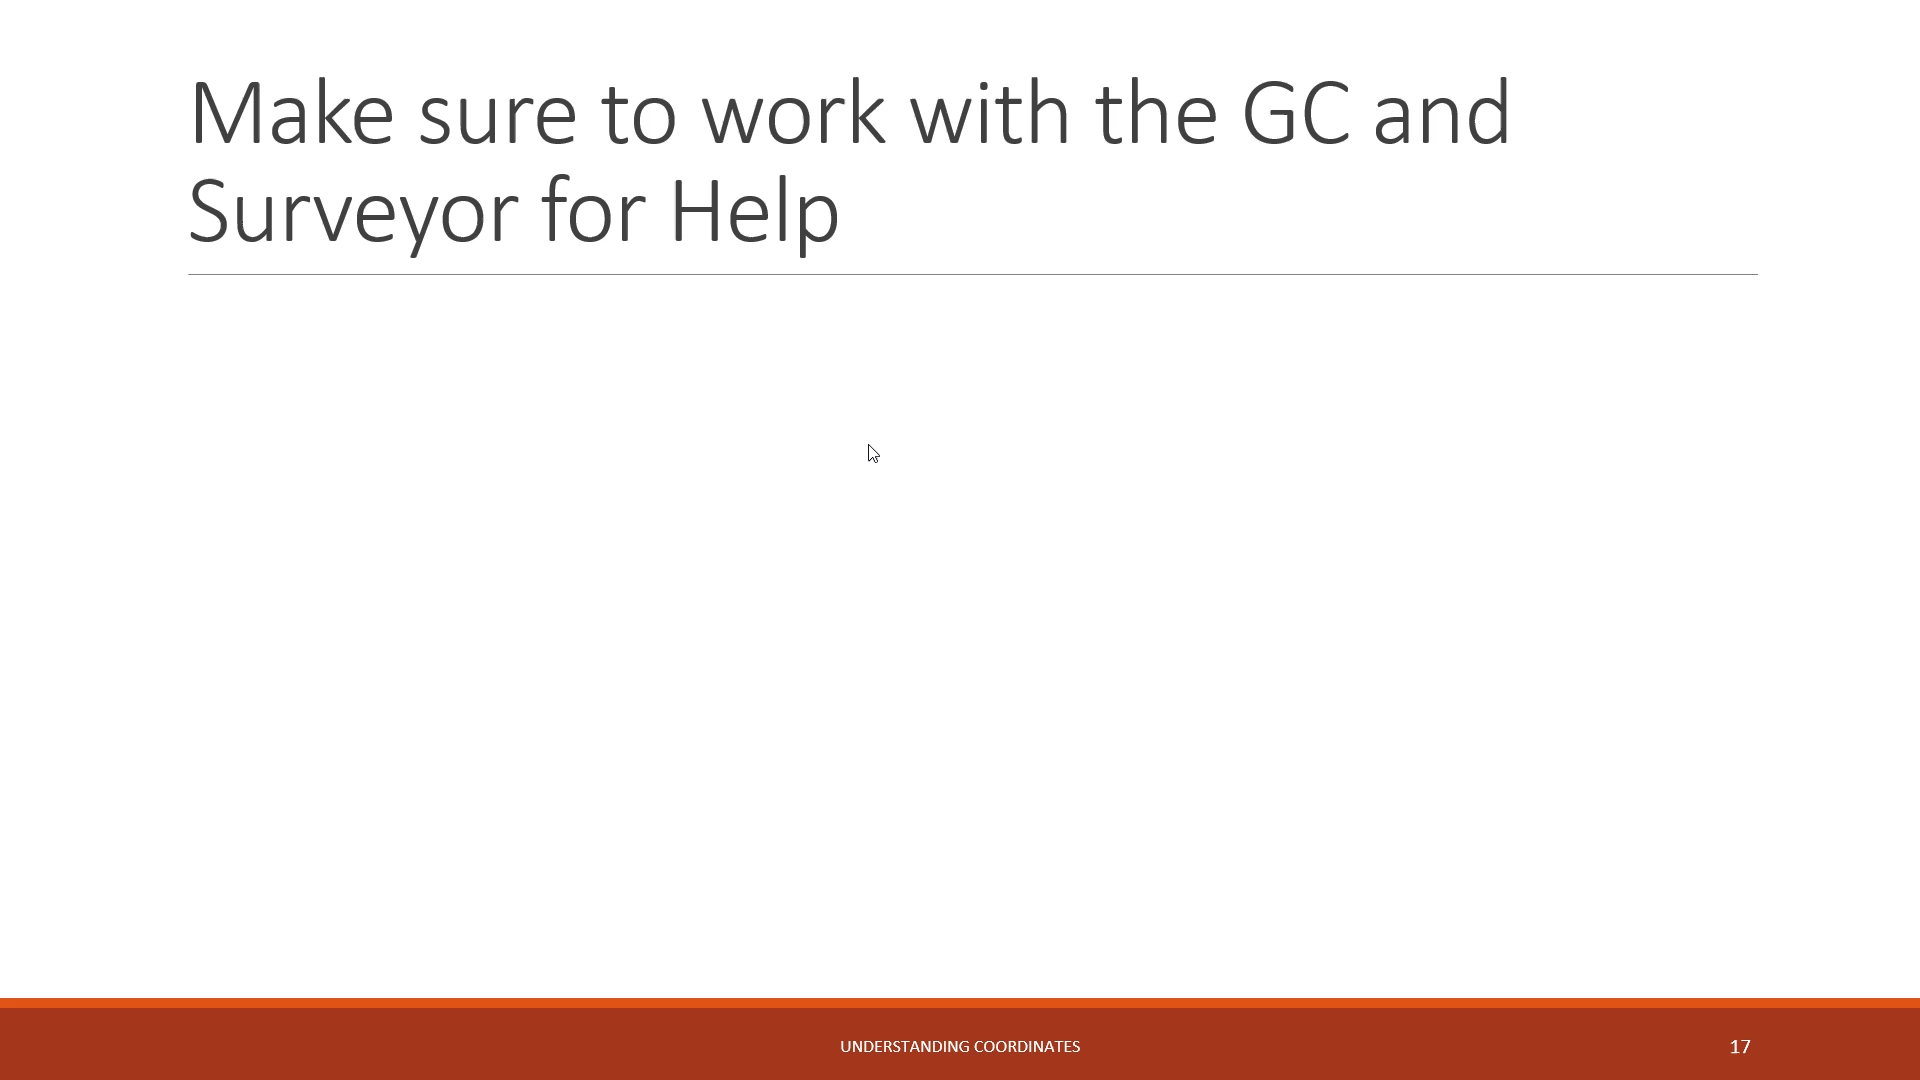 Make sure to work with the GC and
Surveyor for Help
UNDERSTANDING COORDINATES
17